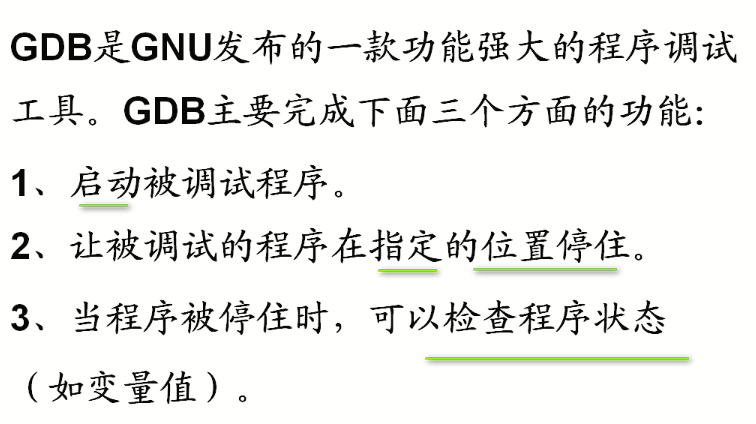 GDB是GNU发布的一款功能强大的程序调试
工具。GDB主要完成下面三个方面的功能:
1、启动被调试程序。
2、让被调试的程序在指定的位置停住。
3、当程序被停住时，可以检查程序状态
（如变量值）。